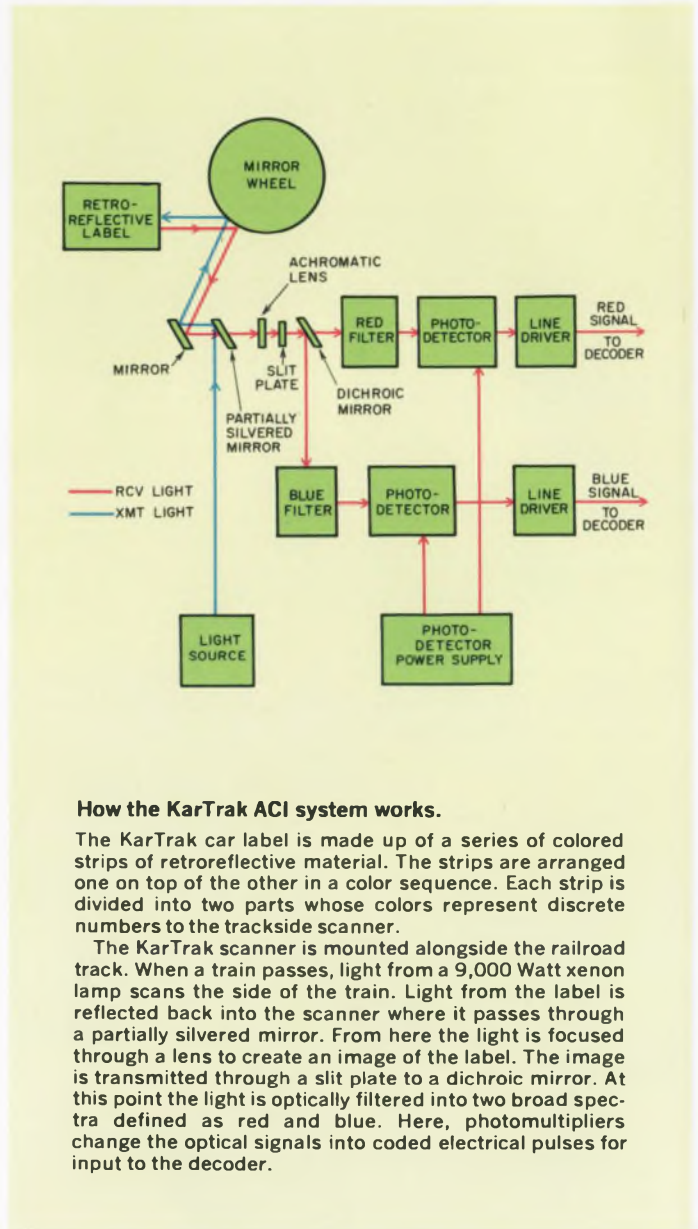 MIRROR
WHEEL
RETRO-
REFLECTIVE
LABEL
ACHROMATIC
LENS
RED
FILTER
PHOTO-
DETECTOR
LINE
DRIVER
RED
SIGNAL
TO
DECODER
MIRROR
SLIT
PLATE
DICHROIC
MIRROR
PARTIALLY
SILVERED
MIRROR
RCV LIGHT
XMT LIGHT
BLUE
FILTER
PHOTO-
DETECTOR
LINE
DRIVER
BLUE
SIGNAL
TO
DECODER
LIGHT
SOURCE
PHOTO-
DETECTOR
POWER SUPPLY
How the KarTrak ACI system works.
The KarTrak car label is made up of a series of colored
strips of retroreflective material. The strips are arranged
one on top of the other in a color sequence. Each strip is
divided into two parts whose colors represent discrete
numbers to the trackside scanner.
The KarTrak scanner is mounted alongside the railroad
track. When a train passes, light from a 9,000 Watt xenon
lamp scans the side of the train. Light from the label is
reflected back into the scanner where it passes through
a partially silvered mirror. From here the light is focused
through a lens to create an image of the label. The image
is transmitted through a slit plate to a dichroic mirror. At
this point the light is optically filtered into two broad spec-
tra defined as red and blue. Here, photomultipliers
change the optical signals into coded electrical pulses for
input to the decoder.